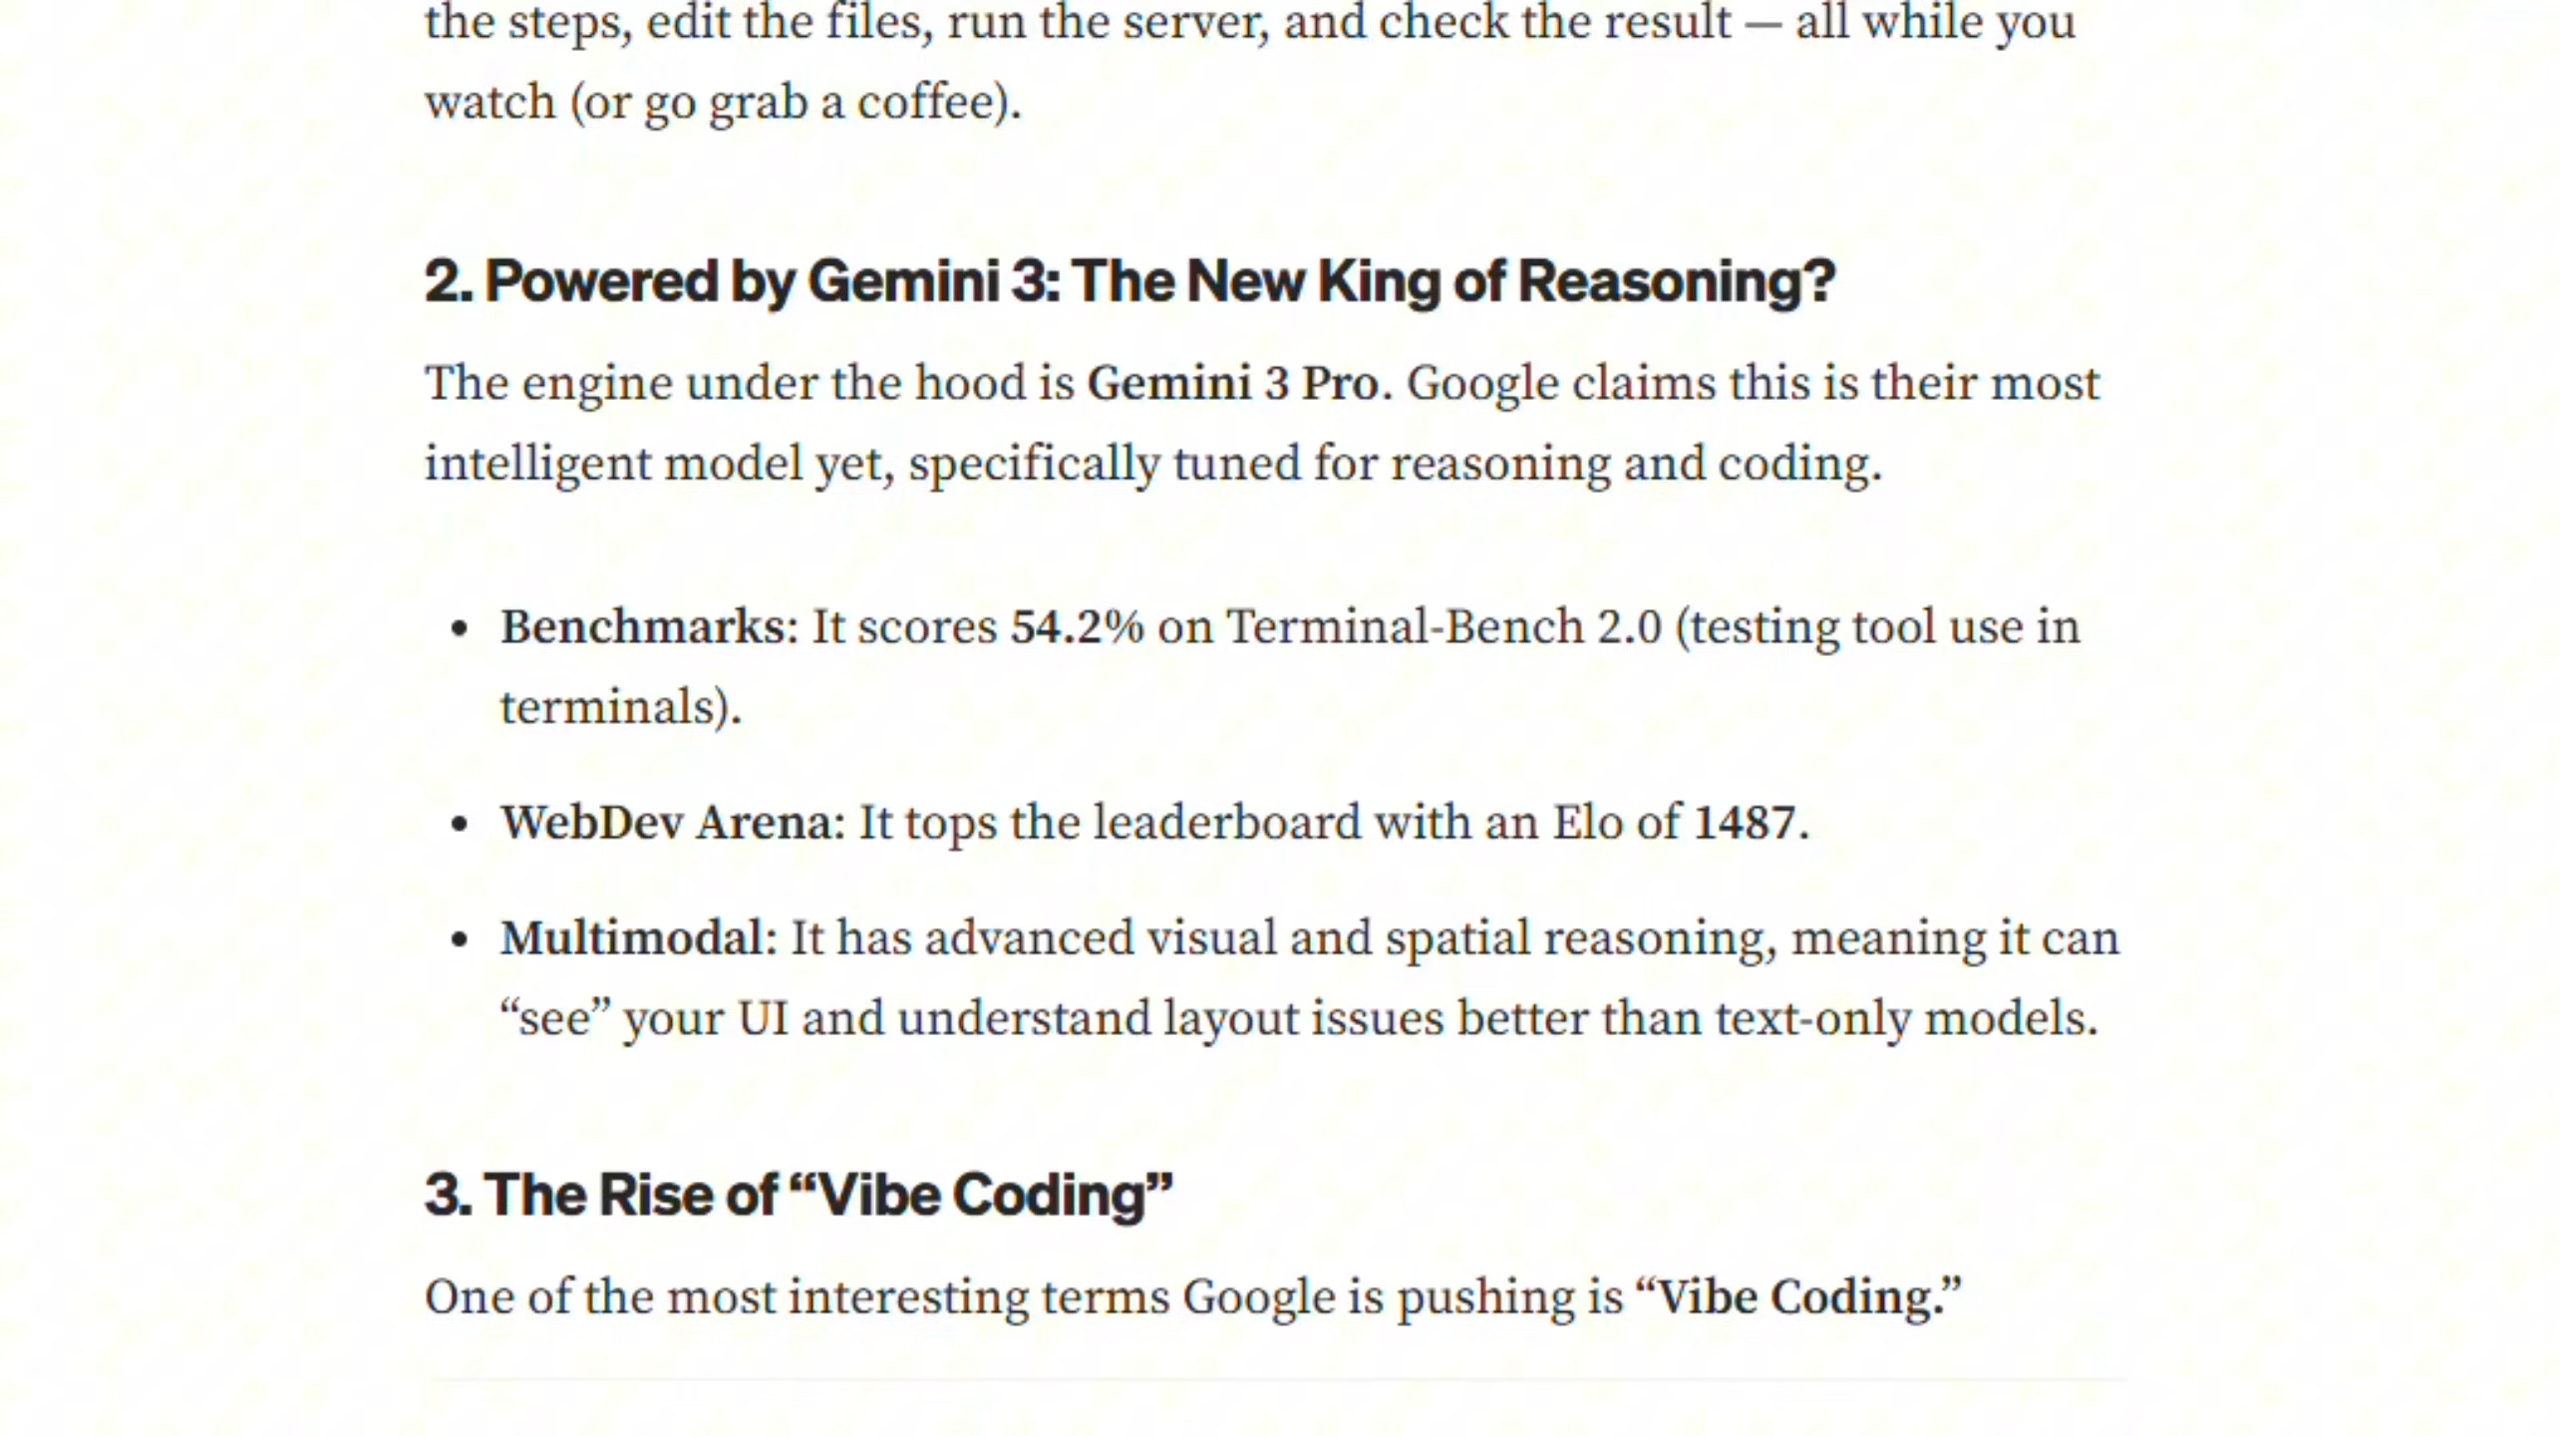 the steps, edit the files, run the server, and check the result — all while you
watch (or go grab a coffee).
2. Powered by Gemini 3: The New King of Reasoning?
The engine under the hood is Gemini 3 Pro. Google claims this is their most
intelligent model yet, specifically tuned for reasoning and coding.
• Benchmarks: It scores 54.2% on Terminal-Bench 2.0 (testing tool use in
terminals).
• WebDev Arena: It tops the leaderboard with an Elo of 1487.
• Multimodal: It has advanced visual and spatial reasoning, meaning it can
“see” your UI and understand layout issues better than text-only models.
3. The Rise of “Vibe Coding”
One of the most interesting terms Google is pushing is “Vibe Coding.”